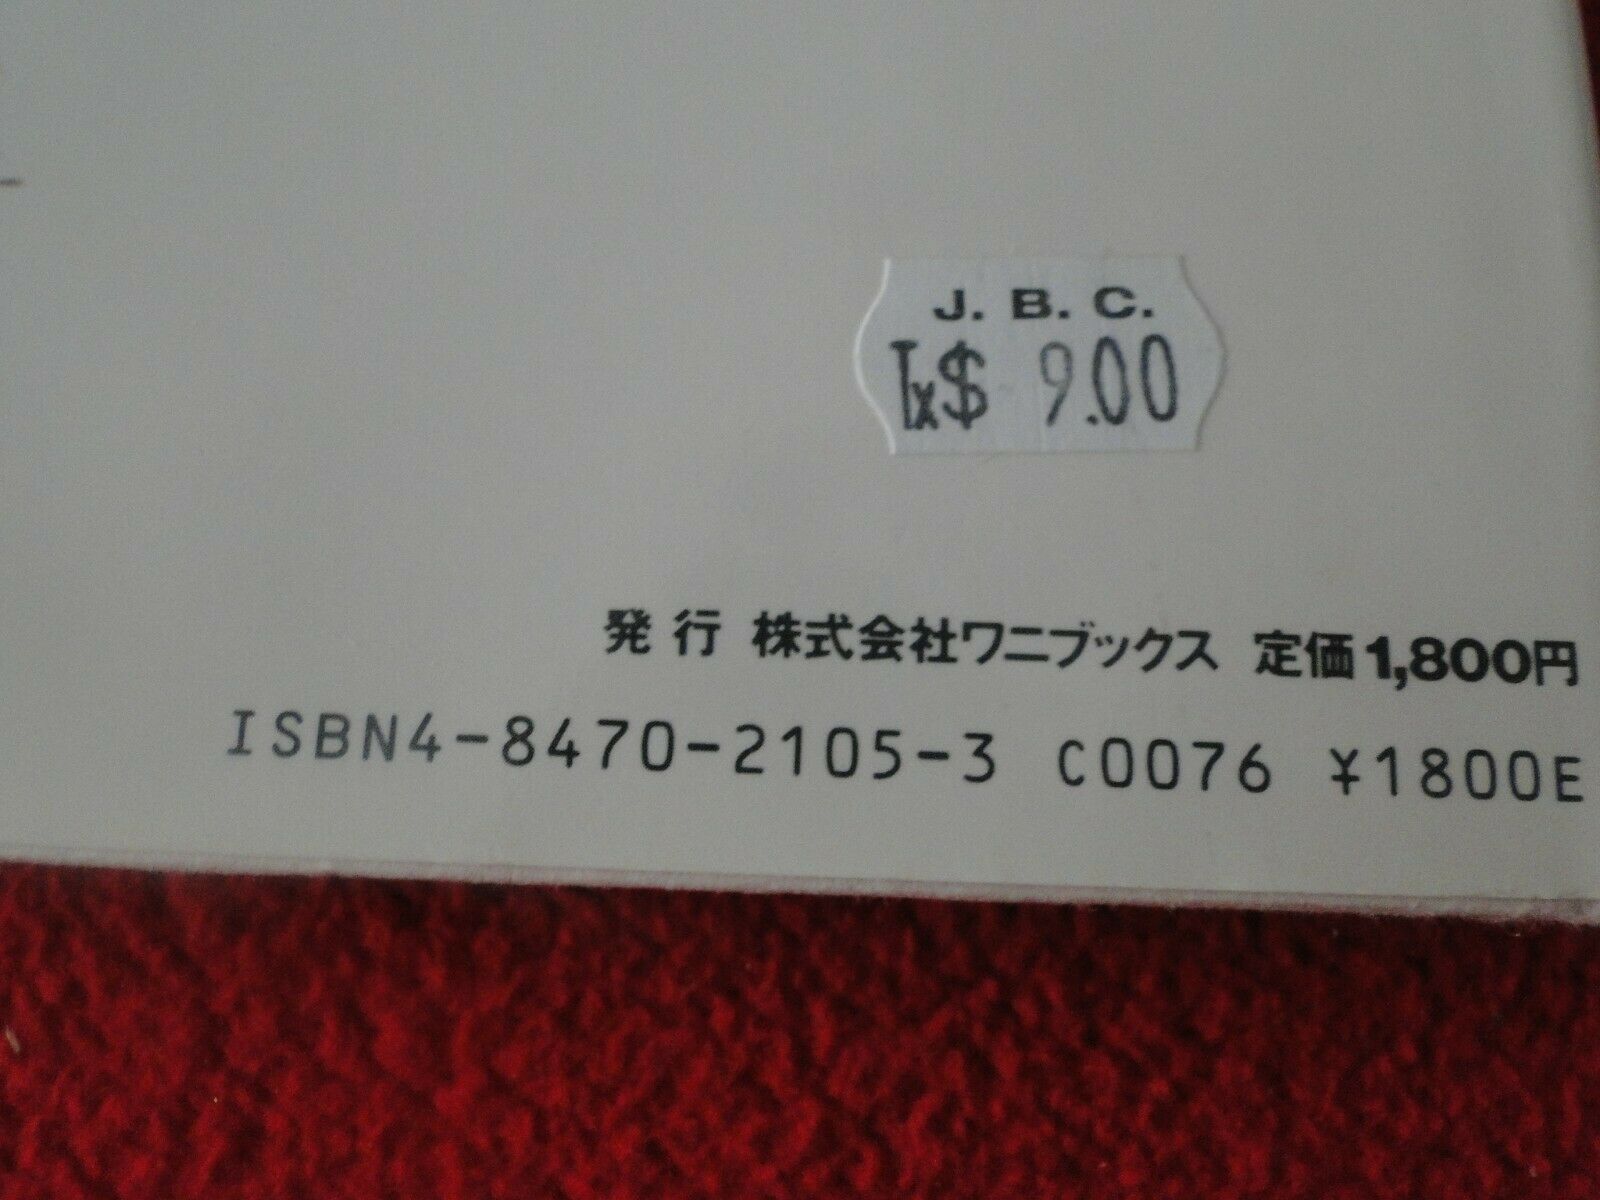 J. B. C.
Tx$ 9.00
発行 株式会社ワニブックス 定価1,800円
ISBN4-8470-2105-3 C0076 ¥1800E